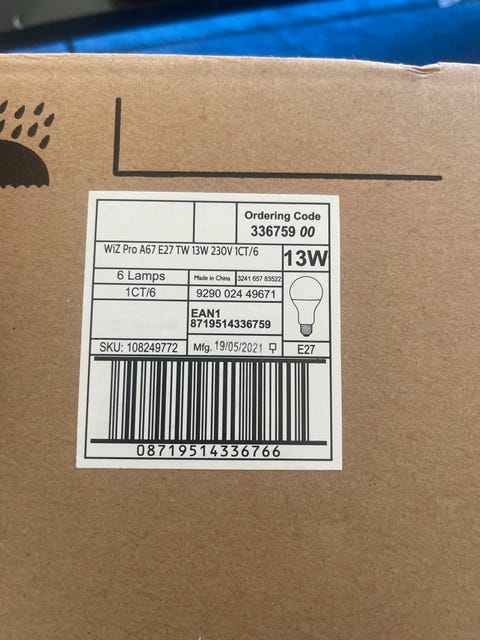 Ordering Code
336759 00
WiZ Pro A67 E27 TW 13W 230V 1CT/6
13W
6 Lamps
Made in China
3241 657 83522
1CT/6
9290 024 49671
EAN1
8719514336759
SKU: 108249772
Mfg. 19/05/2021
E27
08719514336766